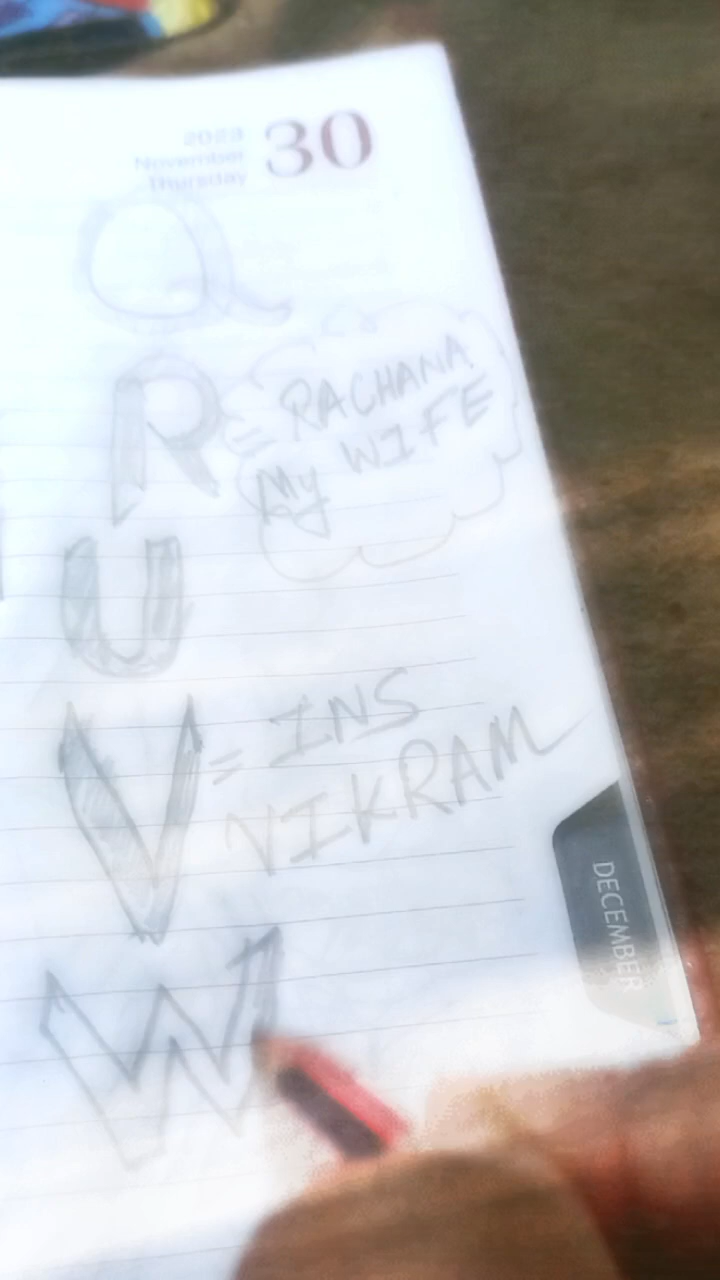 2023
November
Thursday
30
Q
R = RACHANA
My WIFE
U
V = INS
VIKRAM
W
DECEMBER